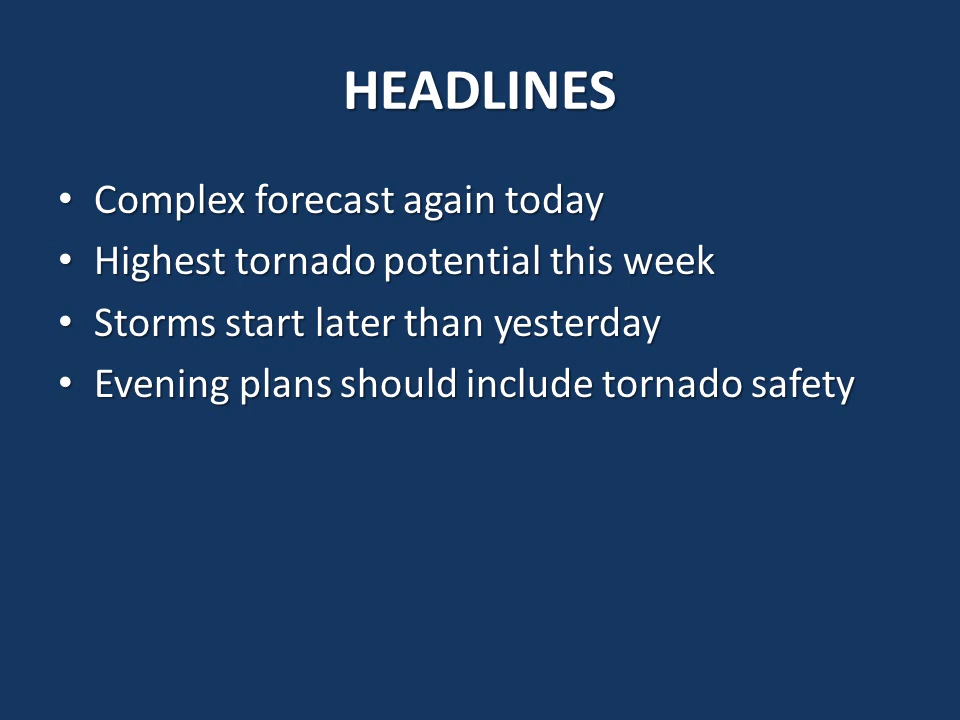 HEADLINES
• Complex forecast again today
• Highest tornado potential this week
• Storms start later than yesterday
• Evening plans should include tornado safety